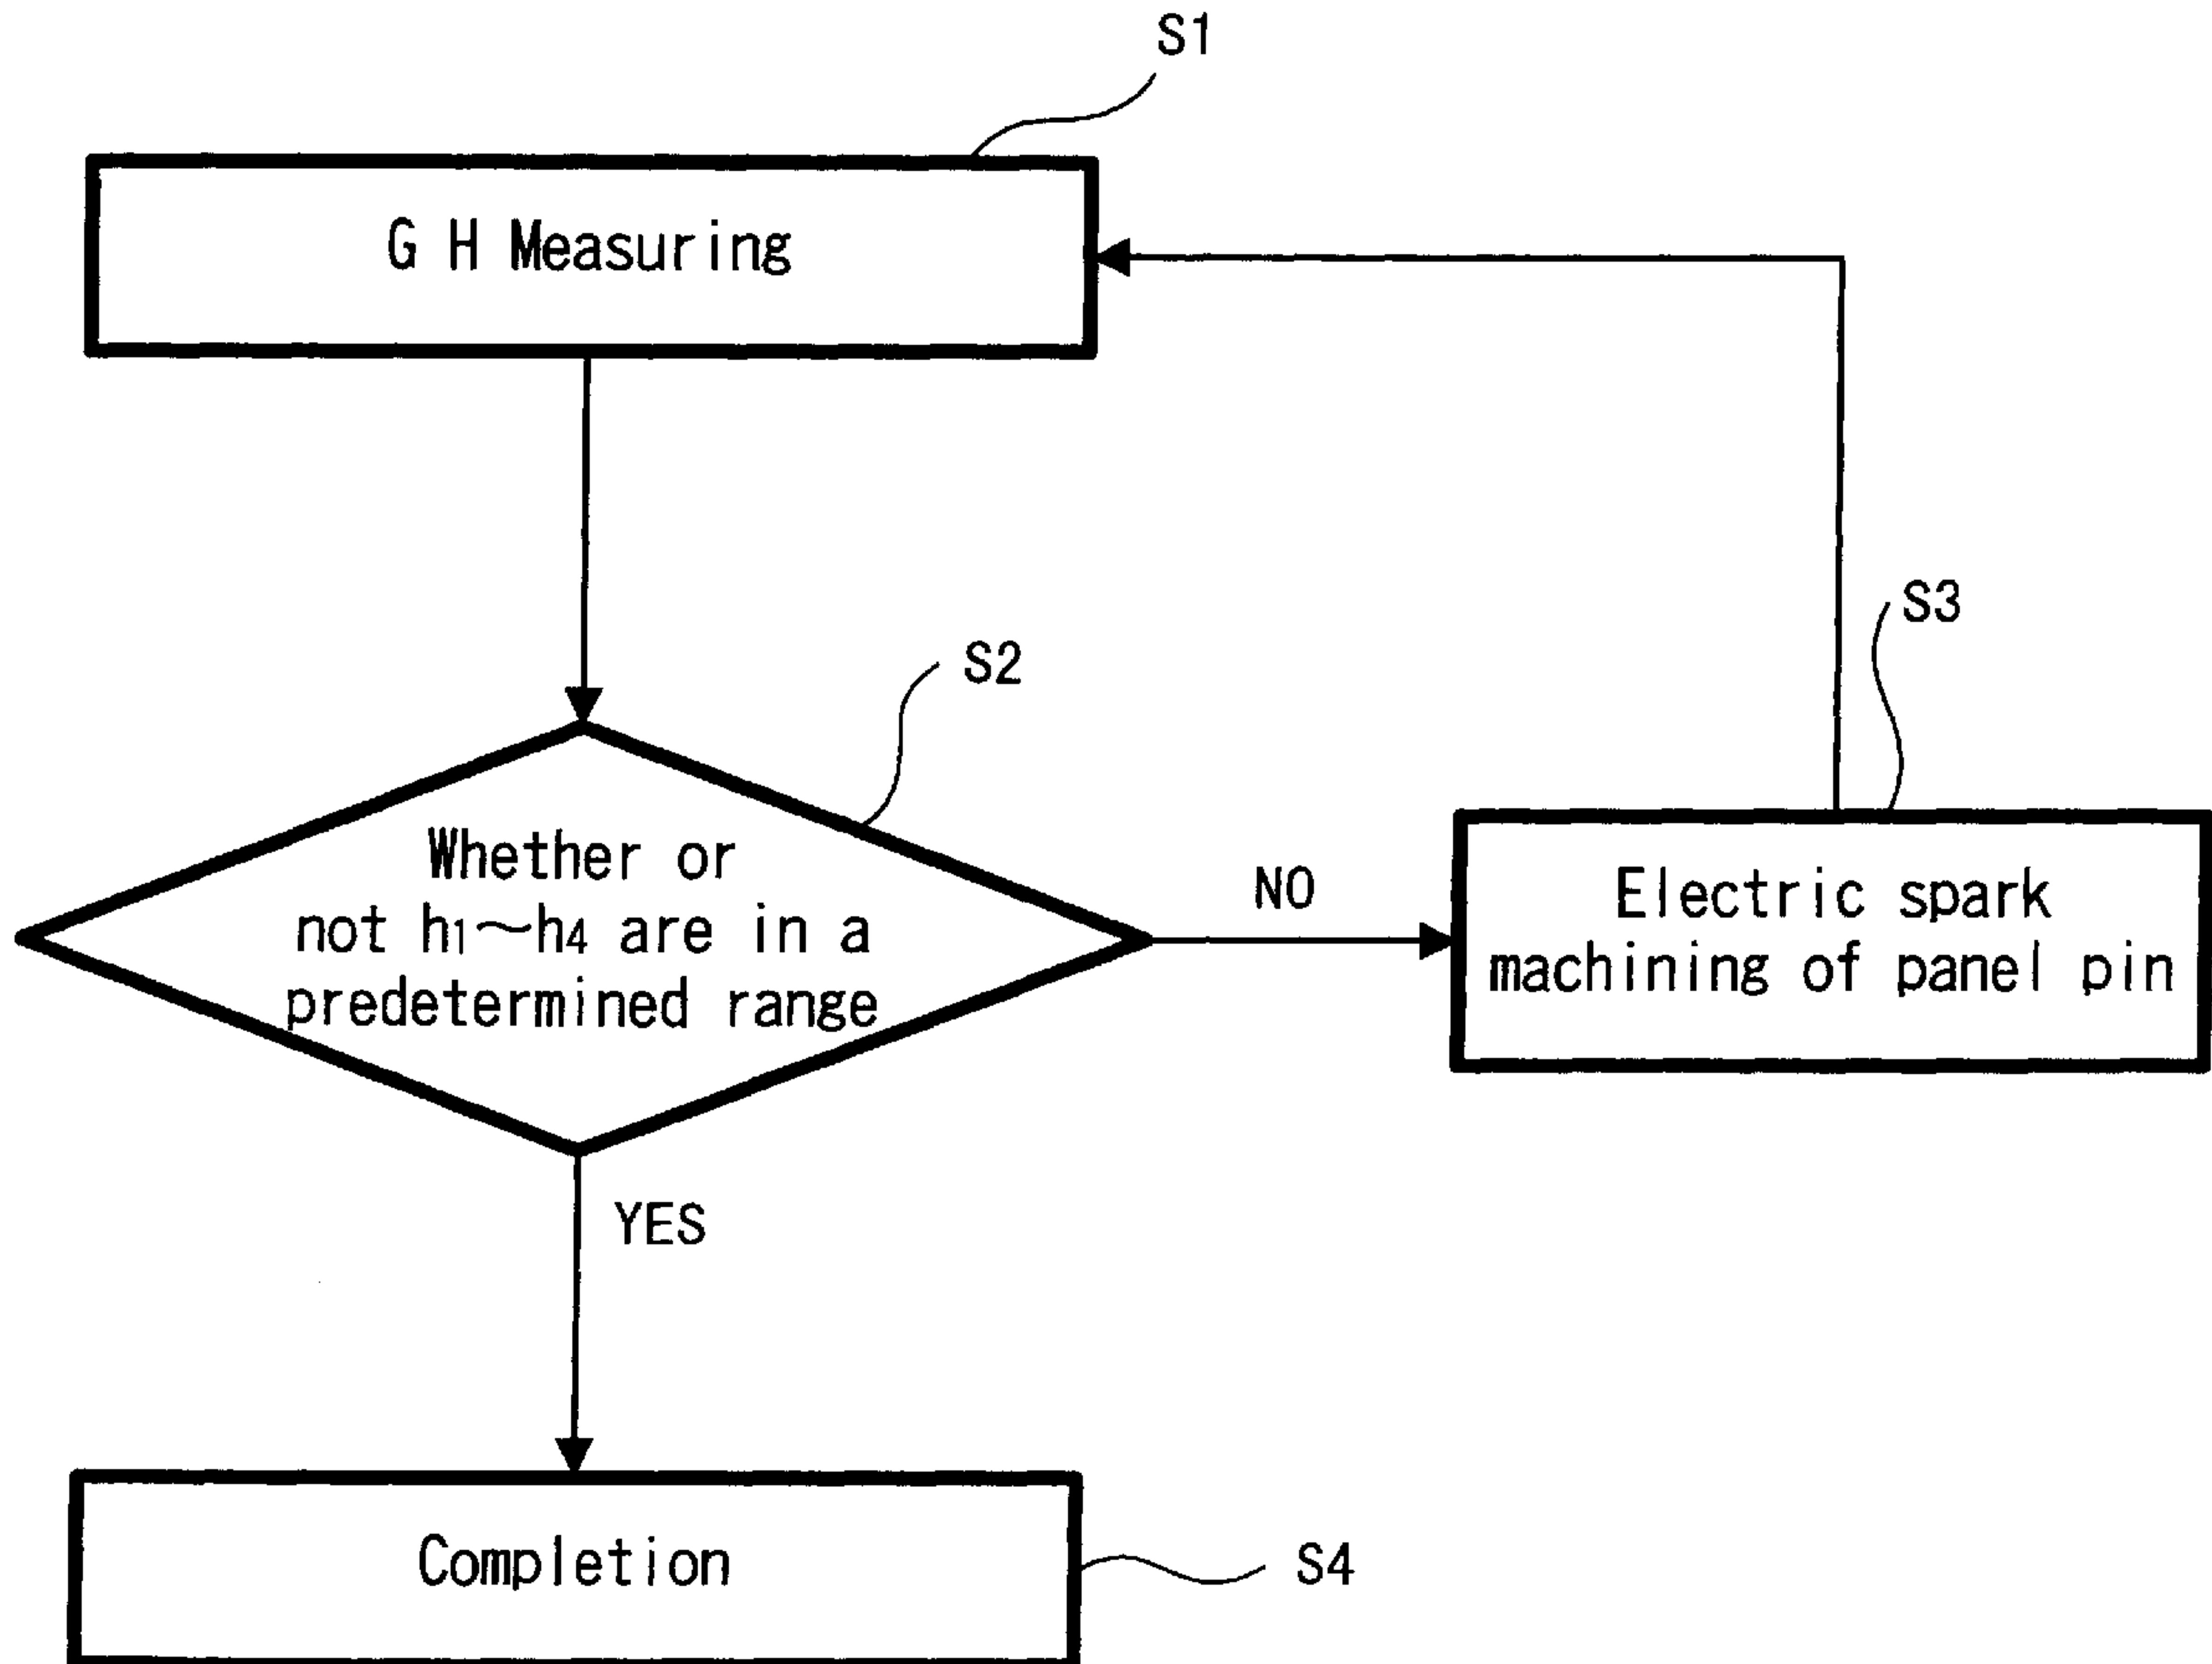 S1
G H Measuring
S2
S3
Whether or
not h₁～h₄ are in a
predetermined range
NO
Electric spark
machining of panel pin
YES
Completion
S4